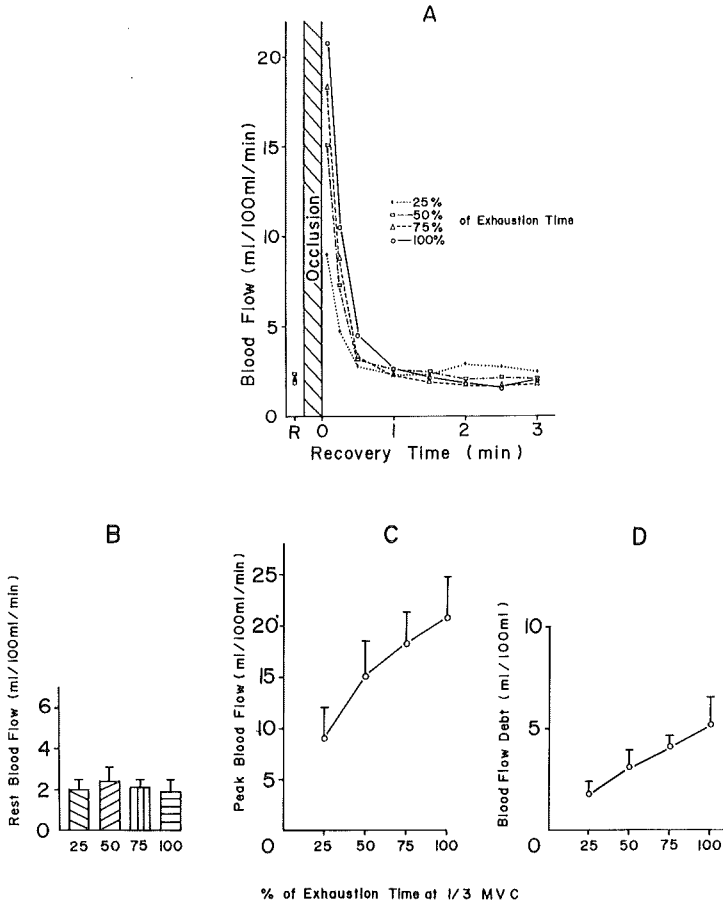 A
Blood Flow (ml/100ml/min)
20
15
10
5
0
Occlusion
25%
50%
75%
100%
of Exhaustion Time
R 0 1 2 3
Recovery Time (min)
B
Rest Blood Flow (ml/100ml/min)
6
4
2
0
25 50 75 100
C
Peak Blood Flow (ml/100ml/min)
25
20
15
10
5
0
25 50 75 100
D
Blood Flow Debt (ml/100ml)
10
5
0
25 50 75 100
% of Exhaustion Time at 1/3 MVC